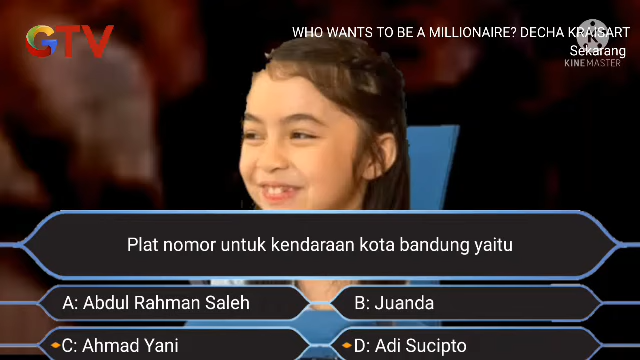 GTV
WHO WANTS TO BE A MILLIONAIRE? DECHA KRAISART
Sekarang
KINEMASTER
Plat nomor untuk kendaraan kota bandung yaitu
A: Abdul Rahman Saleh
B: Juanda
C: Ahmad Yani
D: Adi Sucipto